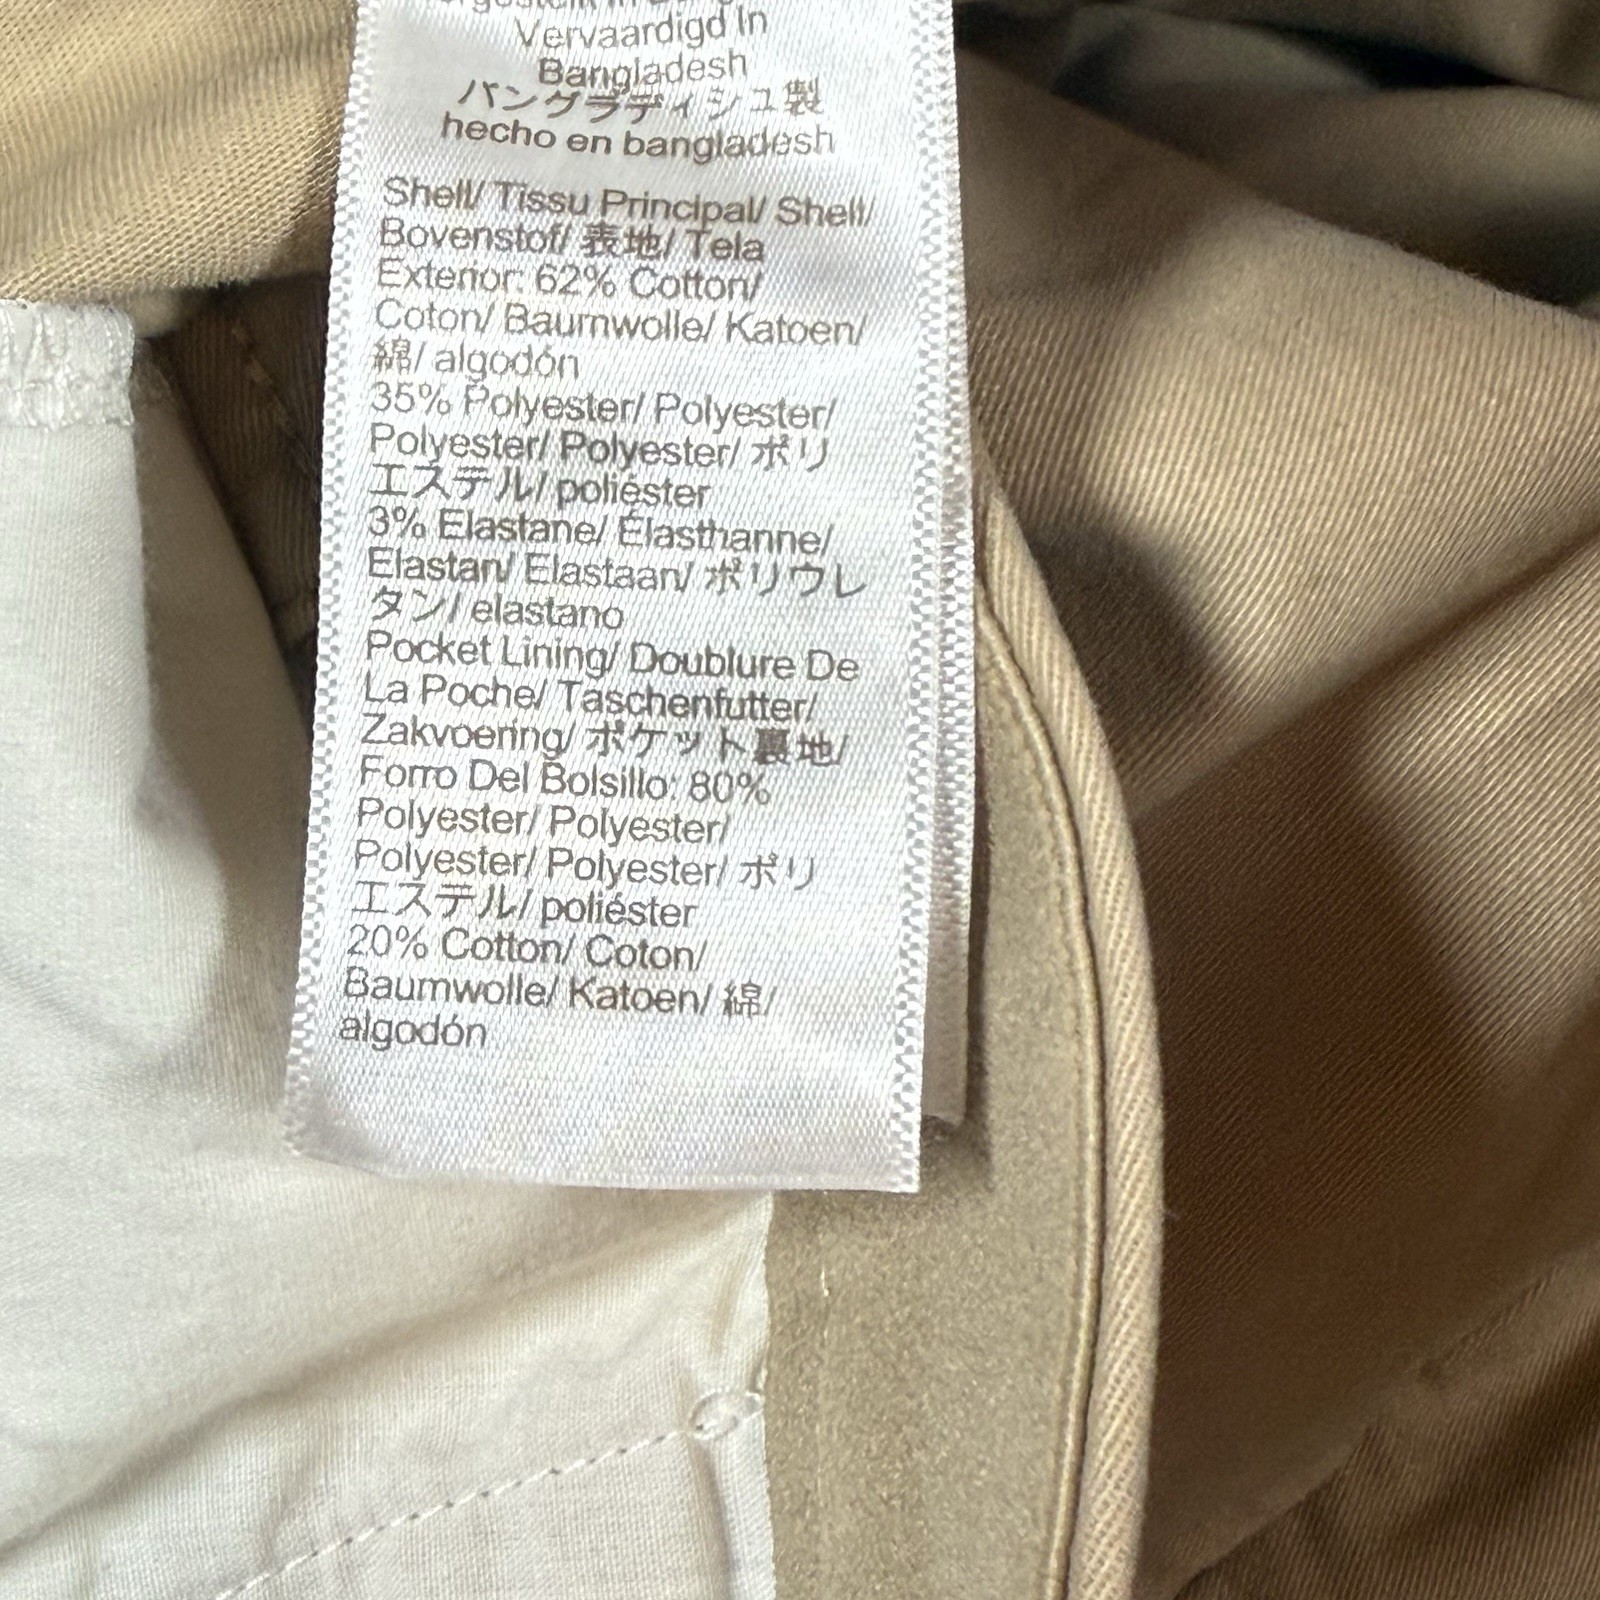 Vervaardigd In
Bangladesh
バングラディシュ製
hecho en bangladesh
Shell/ Tissu Principal/ Shell/
Bovenstof/ 表地/ Tela
Exterior: 62% Cotton/
Coton/ Baumwolle/ Katoen/
綿/ algodón
35% Polyester/ Polyester/
Polyester/ Polyester/ ポリ
エステル/ poliéster
3% Elastane/ Élasthanne/
Elastan/ Elastaan/ ポリウレ
タン/ elastano
Pocket Lining/ Doublure De
La Poche/ Taschenfutter/
Zakvoering/ ポケット裏地/
Forro Del Bolsillo: 80%
Polyester/ Polyester/
Polyester/ Polyester/ ポリ
エステル/ poliéster
20% Cotton/ Coton/
Baumwolle/ Katoen/ 綿/
algodón